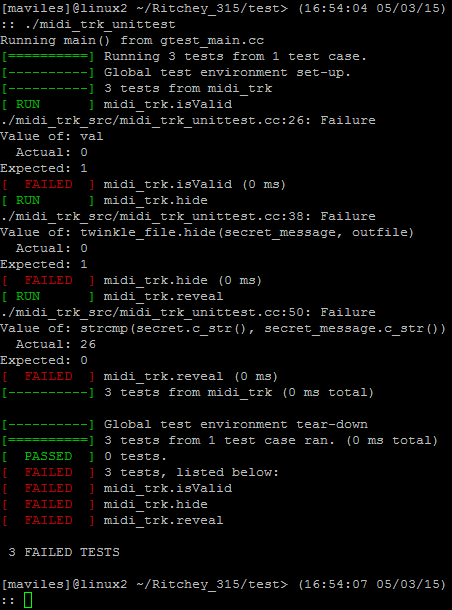 [maviles]@linux2 ~/Ritchey_315/test> (16:54:04 05/03/15)
:: ./midi_trk_unittest
Running main() from gtest_main.cc
[==========] Running 3 tests from 1 test case.
[----------] Global test environment set-up.
[----------] 3 tests from midi_trk
[ RUN      ] midi_trk.isValid
./midi_trk_src/midi_trk_unittest.cc:26: Failure
Value of: val
  Actual: 0
Expected: 1
[  FAILED  ] midi_trk.isValid (0 ms)
[ RUN      ] midi_trk.hide
./midi_trk_src/midi_trk_unittest.cc:38: Failure
Value of: twinkle_file.hide(secret_message, outfile)
  Actual: 0
Expected: 1
[  FAILED  ] midi_trk.hide (0 ms)
[ RUN      ] midi_trk.reveal
./midi_trk_src/midi_trk_unittest.cc:50: Failure
Value of: strcmp(secret.c_str(), secret_message.c_str())
  Actual: 26
Expected: 0
[  FAILED  ] midi_trk.reveal (0 ms)
[----------] 3 tests from midi_trk (0 ms total)

[----------] Global test environment tear-down
[==========] 3 tests from 1 test case ran. (0 ms total)
[  PASSED  ] 0 tests.
[  FAILED  ] 3 tests, listed below:
[  FAILED  ] midi_trk.isValid
[  FAILED  ] midi_trk.hide
[  FAILED  ] midi_trk.reveal

 3 FAILED TESTS

[maviles]@linux2 ~/Ritchey_315/test> (16:54:07 05/03/15)
::